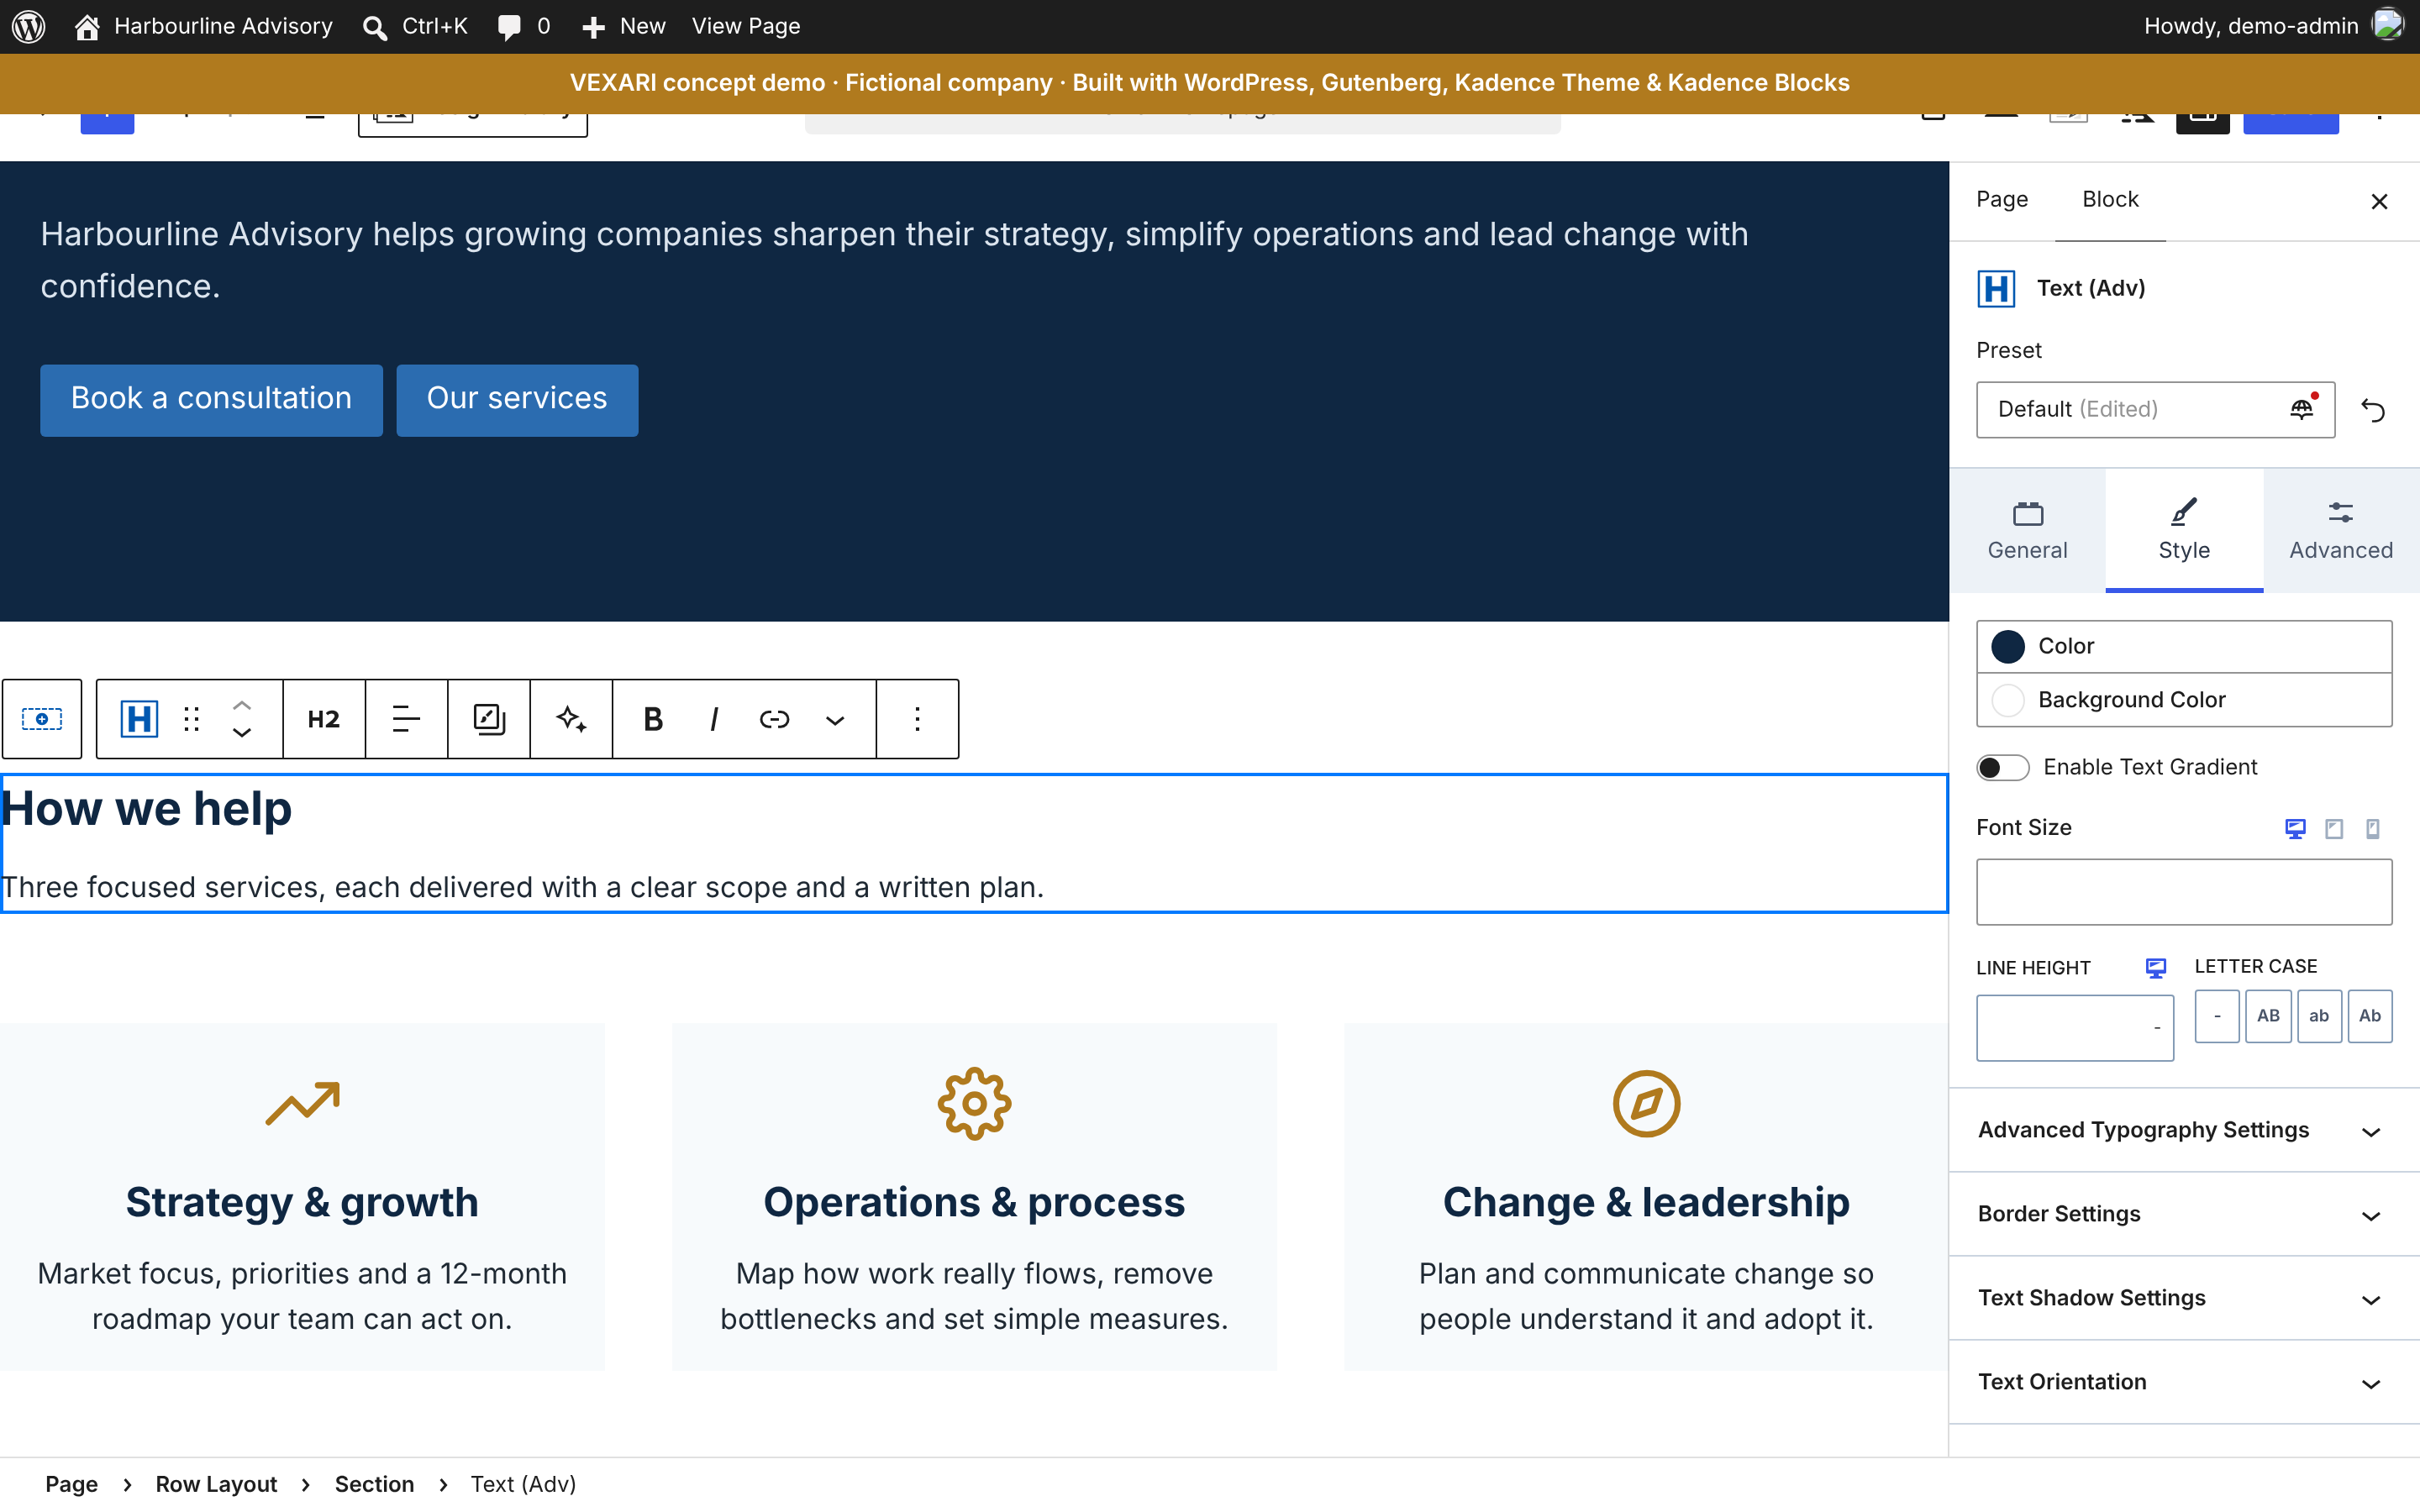 Harbourline Advisory
Ctrl+K
0
New
View Page
Howdy, demo-admin
VEXARI concept demo · Fictional company · Built with WordPress, Gutenberg, Kadence Theme & Kadence Blocks
Harbourline Advisory helps growing companies sharpen their strategy, simplify operations and lead change with
confidence.
Book a consultation
Our services
H2
B
I
How we help
Three focused services, each delivered with a clear scope and a written plan.
Strategy & growth
Market focus, priorities and a 12-month
roadmap your team can act on.
Operations & process
Map how work really flows, remove
bottlenecks and set simple measures.
Change & leadership
Plan and communicate change so
people understand it and adopt it.
Page
Block
Text (Adv)
Preset
Default (Edited)
General
Style
Advanced
Color
Background Color
Enable Text Gradient
Font Size
LINE HEIGHT
LETTER CASE
-
-
AB
ab
Ab
Advanced Typography Settings
Border Settings
Text Shadow Settings
Text Orientation
Page > Row Layout > Section > Text (Adv)